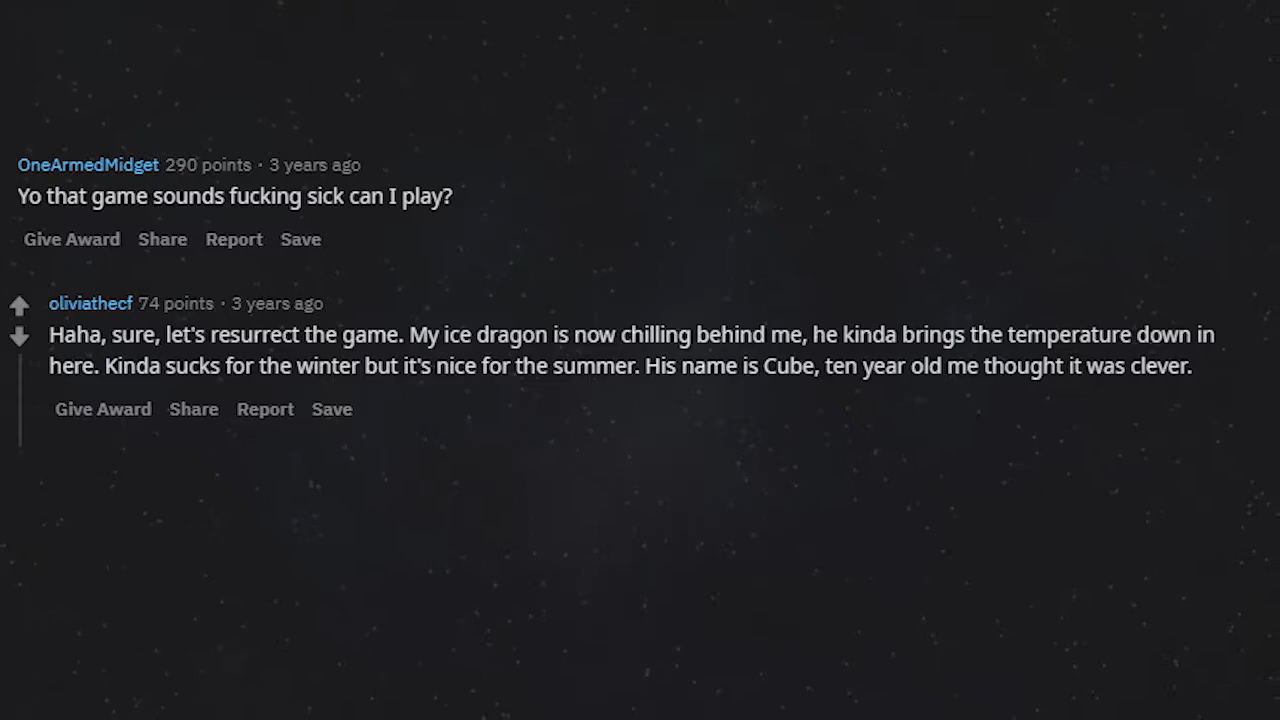 OneArmedMidget 290 points · 3 years ago
Yo that game sounds fucking sick can I play?
Give Award Share Report Save
oliviathecf 74 points · 3 years ago
Haha, sure, let's resurrect the game. My ice dragon is now chilling behind me, he kinda brings the temperature down in
here. Kinda sucks for the winter but it's nice for the summer. His name is Cube, ten year old me thought it was clever.
Give Award Share Report Save